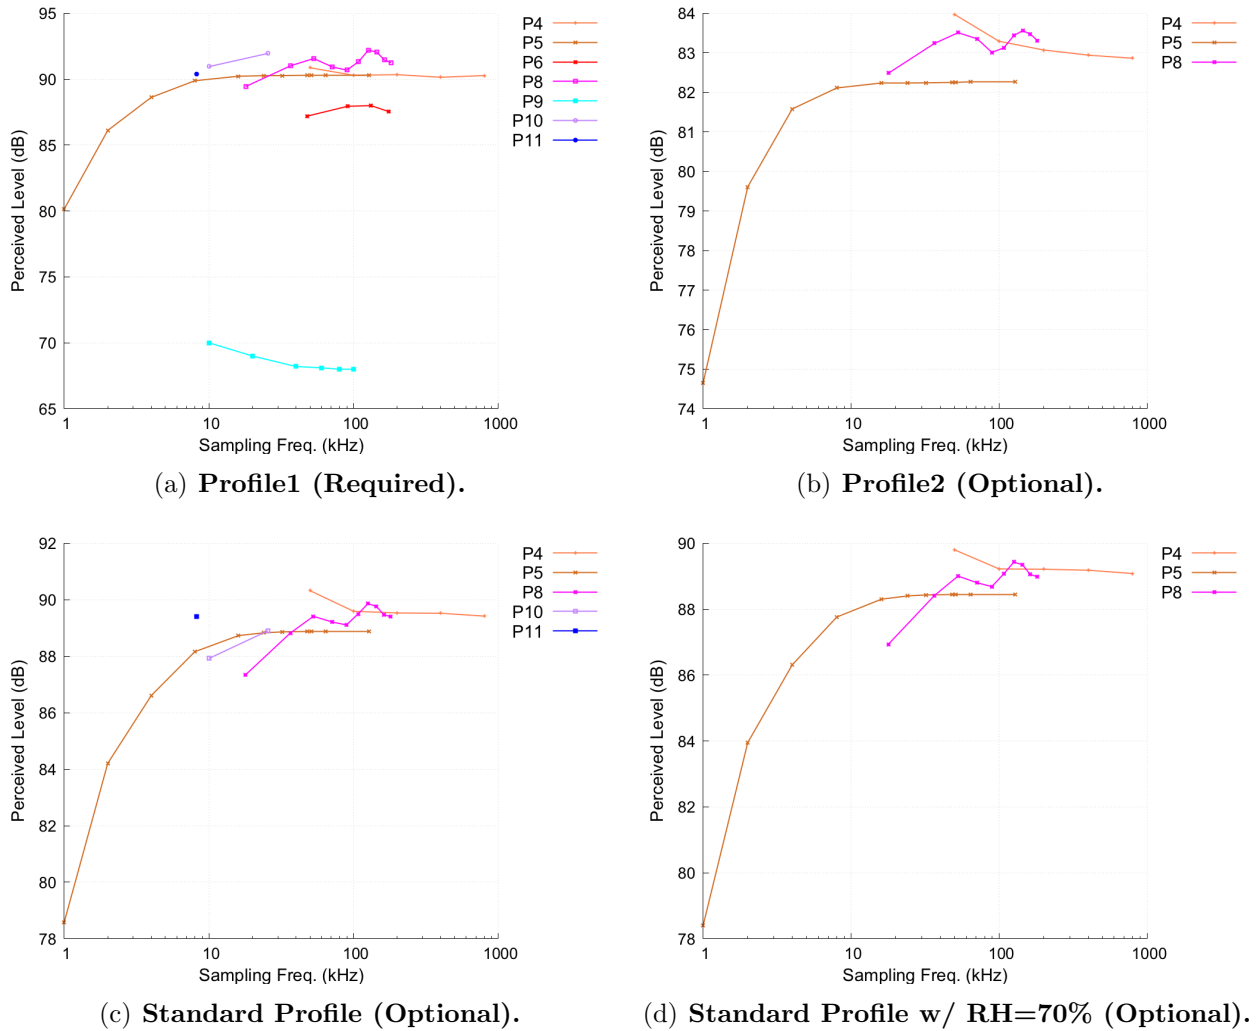 95
90
85
80
75
70
65
Perceived Level (dB)
1
10
100
1000
Sampling Freq. (kHz)
P4
P5
P6
P8
P9
P10
P11
(a) Profile1 (Required).
84
83
82
81
80
79
78
77
76
75
74
Perceived Level (dB)
1
10
100
1000
Sampling Freq. (kHz)
P4
P5
P8
(b) Profile2 (Optional).
92
90
88
86
84
82
80
78
Perceived Level (dB)
1
10
100
1000
Sampling Freq. (kHz)
P4
P5
P8
P10
P11
(c) Standard Profile (Optional).
90
88
86
84
82
80
78
Perceived Level (dB)
1
10
100
1000
Sampling Freq. (kHz)
P4
P5
P8
(d) Standard Profile w/ RH=70% (Optional).